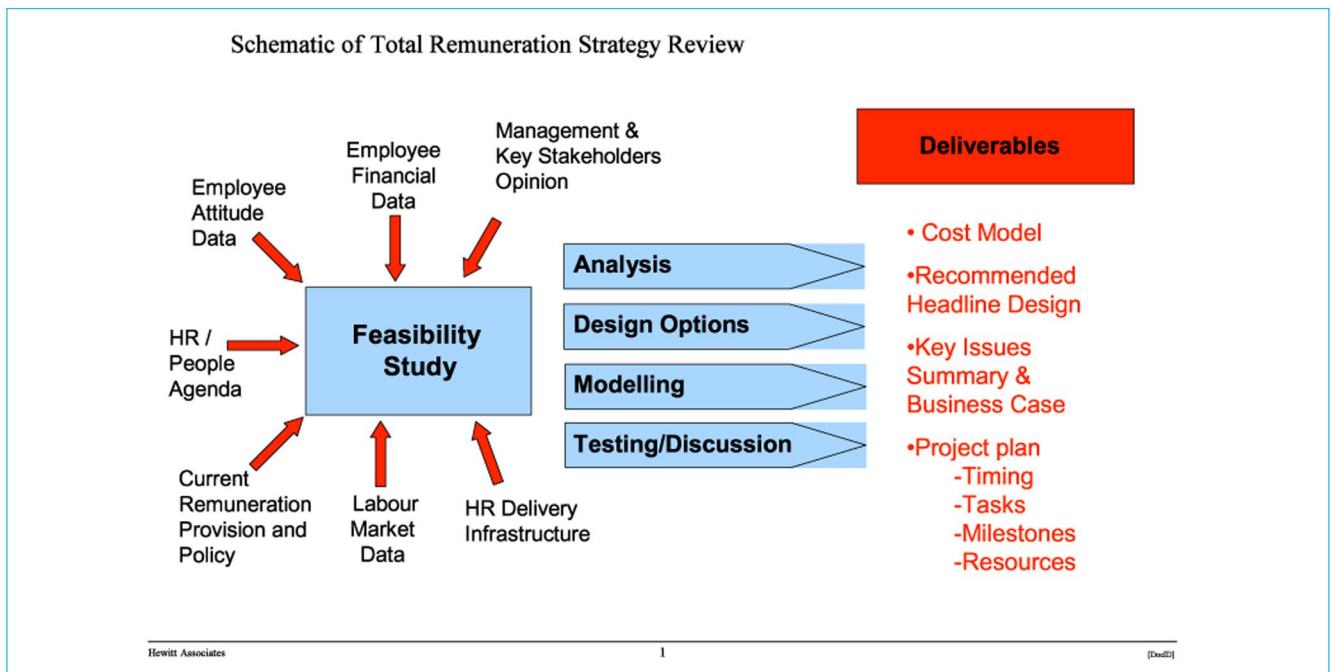 Schematic of Total Remuneration Strategy Review
Employee
Attitude
Data
Employee
Financial
Data
Management &
Key Stakeholders
Opinion
HR /
People
Agenda
Feasibility
Study
Current
Remuneration
Provision and
Policy
Labour
Market
Data
HR Delivery
Infrastructure
Analysis
Design Options
Modelling
Testing/Discussion
Deliverables
• Cost Model
•Recommended
Headline Design
•Key Issues
Summary &
Business Case
•Project plan
-Timing
-Tasks
-Milestones
-Resources
Hewitt Associates
1
[DocID]